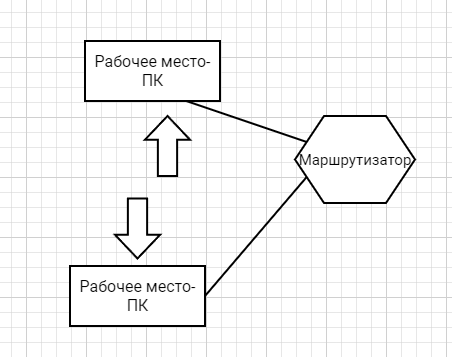 Рабочее место-
ПК
Маршрутизатор
Рабочее место-
ПК